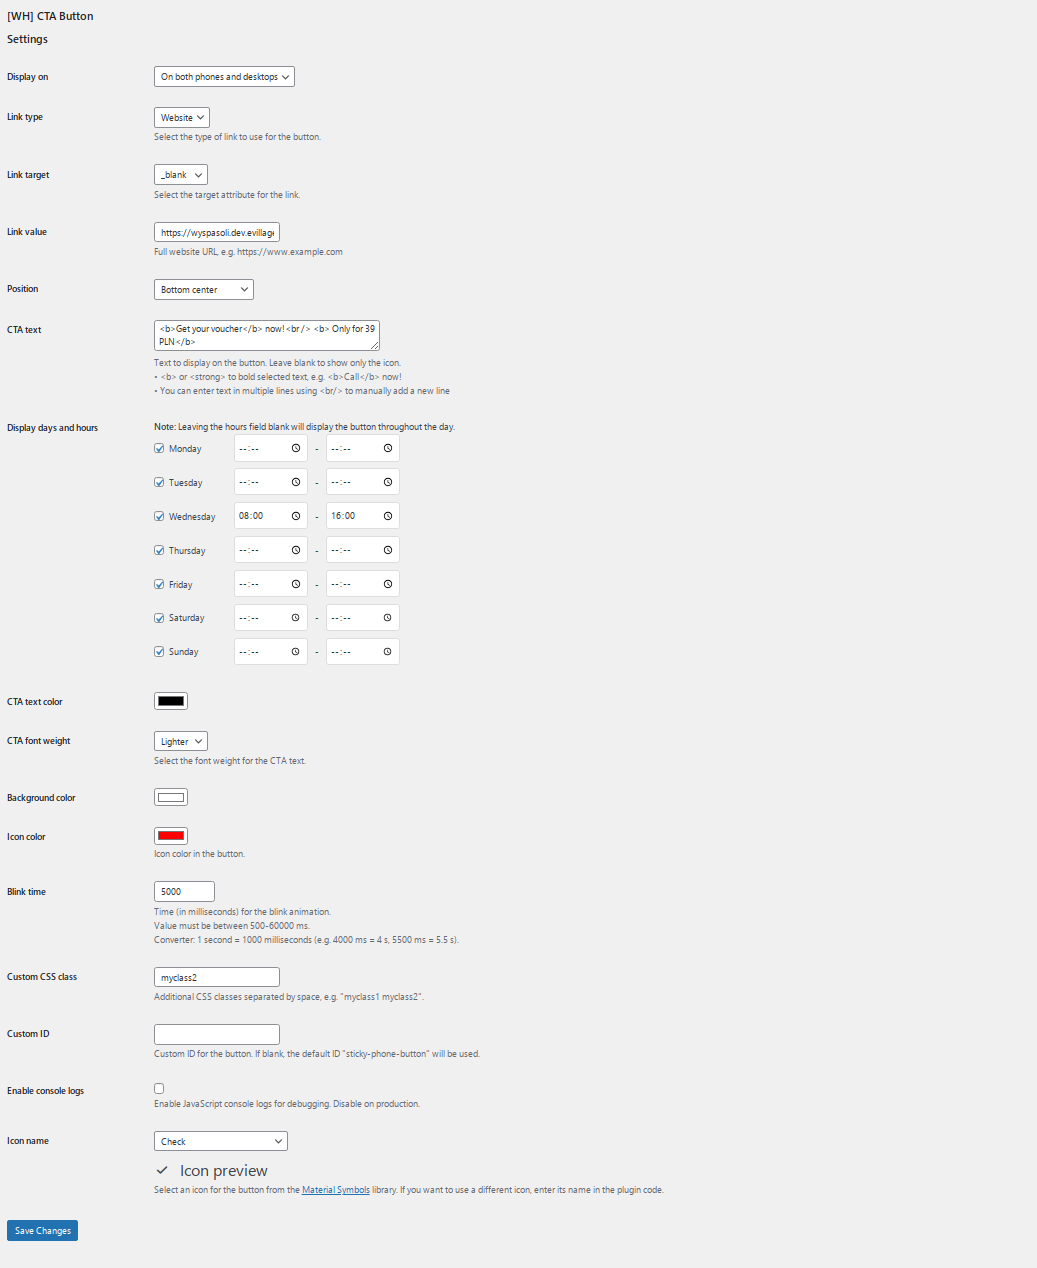 [WH] CTA Button
Settings
Display on
On both phones and desktops
Link type
Website
Select the type of link to use for the button.
Link target
_blank
Select the target attribute for the link.
Link value
https://wyspasoli.dev.evillage
Full website URL, e.g. https://www.example.com
Position
Bottom center
CTA text
<b>Get your voucher</b> now!<br/> <b> Only for 39
PLN</b>
Text to display on the button. Leave blank to show only the icon.
• <b> or <strong> to bold selected text, e.g. <b>Call</b> now!
• You can enter text in multiple lines using <br/> to manually add a new line
Display days and hours
Note: Leaving the hours field blank will display the button throughout the day.
Monday --:-- - --:--
Tuesday --:-- - --:--
Wednesday 08:00 - 16:00
Thursday --:-- - --:--
Friday --:-- - --:--
Saturday --:-- - --:--
Sunday --:-- - --:--
CTA text color
CTA font weight
Lighter
Select the font weight for the CTA text.
Background color
Icon color
Icon color in the button.
Blink time
5000
Time (in milliseconds) for the blink animation.
Value must be between 500-60000 ms.
Converter: 1 second = 1000 milliseconds (e.g. 4000 ms = 4 s, 5500 ms = 5.5 s).
Custom CSS class
myclass2
Additional CSS classes separated by space, e.g. "myclass1 myclass2".
Custom ID
Custom ID for the button. If blank, the default ID "sticky-phone-button" will be used.
Enable console logs
Enable JavaScript console logs for debugging. Disable on production.
Icon name
Check
Icon preview
Select an icon for the button from the Material Symbols library. If you want to use a different icon, enter its name in the plugin code.
Save Changes